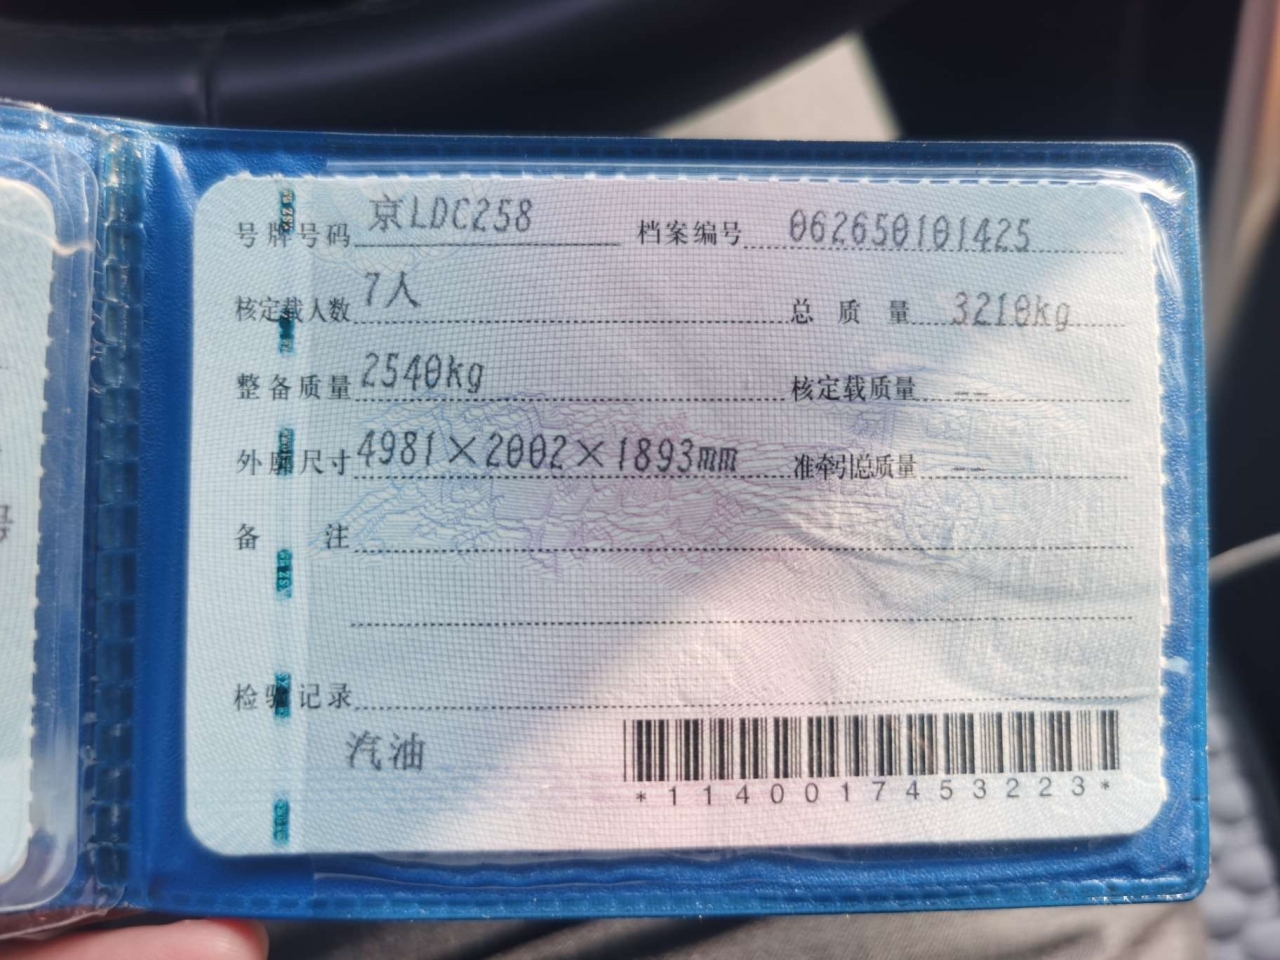 号牌号码 京LDC258 档案编号 062650101425
核定载人数 7人 总质量 3210kg
整备质量 2540kg 核定载质量 --
外廓尺寸 4981×2002×1893mm 准牵引总质量 --
备注
检验记录
汽油
*1140017453223*
号